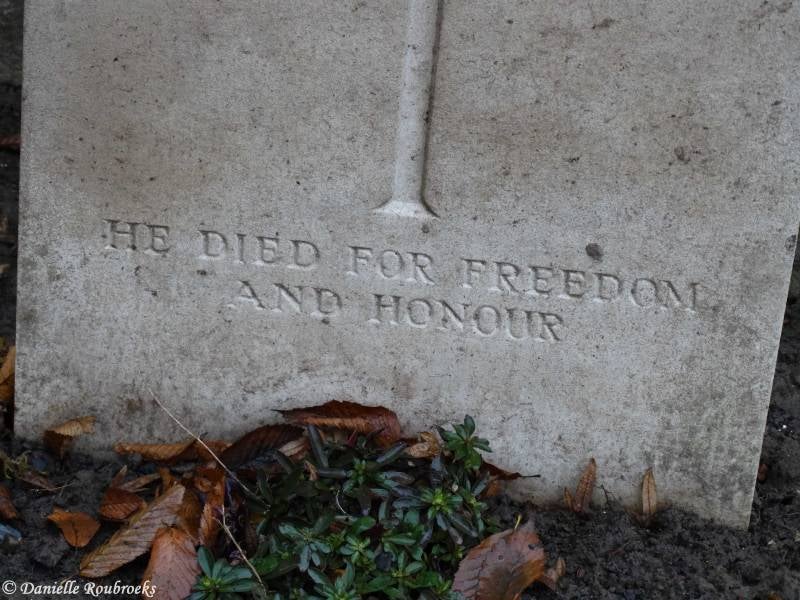 HE DIED FOR FREEDOM
AND HONOUR
© Danielle Roubroeks